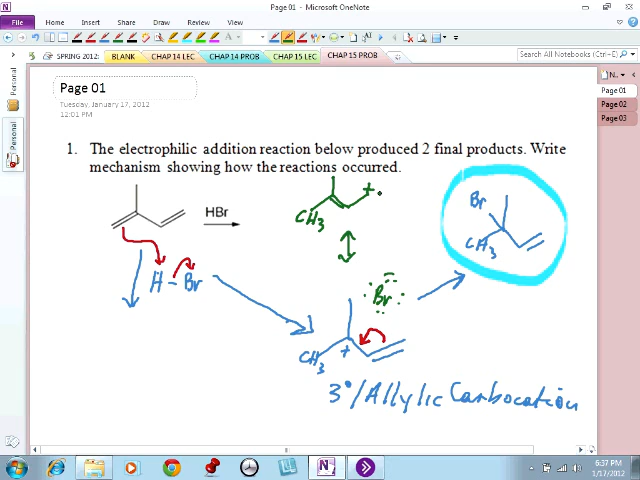 Page 01 - Microsoft OneNote
File Home Insert Share Draw Review View
SPRING 2012: BLANK CHAP 14 LEC CHAP 14 PROB CHAP 15 LEC CHAP 15 PROB Search All Notebooks (Ctrl+E)
Personal
Personal
N..
Page 01
Page 02
Page 03
Page 01
Tuesday, January 17, 2012
12:01 PM
1. The electrophilic addition reaction below produced 2 final products. Write
mechanism showing how the reactions occurred.
HBr
CH3
+
Br
CH3
H - Br
Br
CH3
+
3°/Allylic Carbocation
6:37 PM
1/17/2012